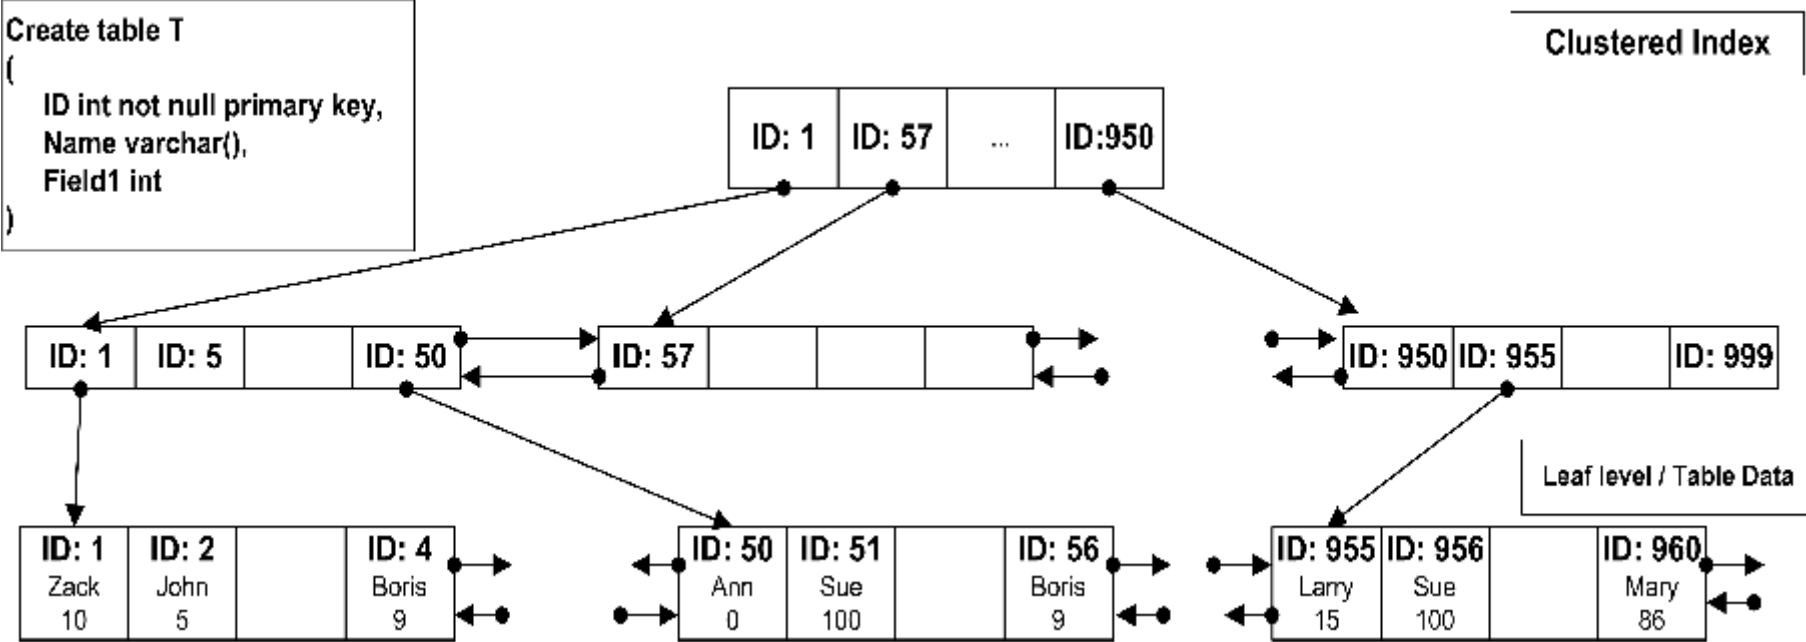 Create table T
(
ID int not null primary key,
Name varchar(),
Field1 int
)
Clustered Index
ID: 1 ID: 57 ... ID:950
ID: 1 ID: 5 ID: 50 ID: 57 ID: 950 ID: 955 ID: 999
Leaf level / Table Data
ID: 1 ID: 2 ID: 4 ID: 50 ID: 51 ID: 56 ID: 955 ID: 956 ID: 960
Zack John Boris Ann Sue Boris Larry Sue Mary
10 5 9 0 100 9 15 100 86